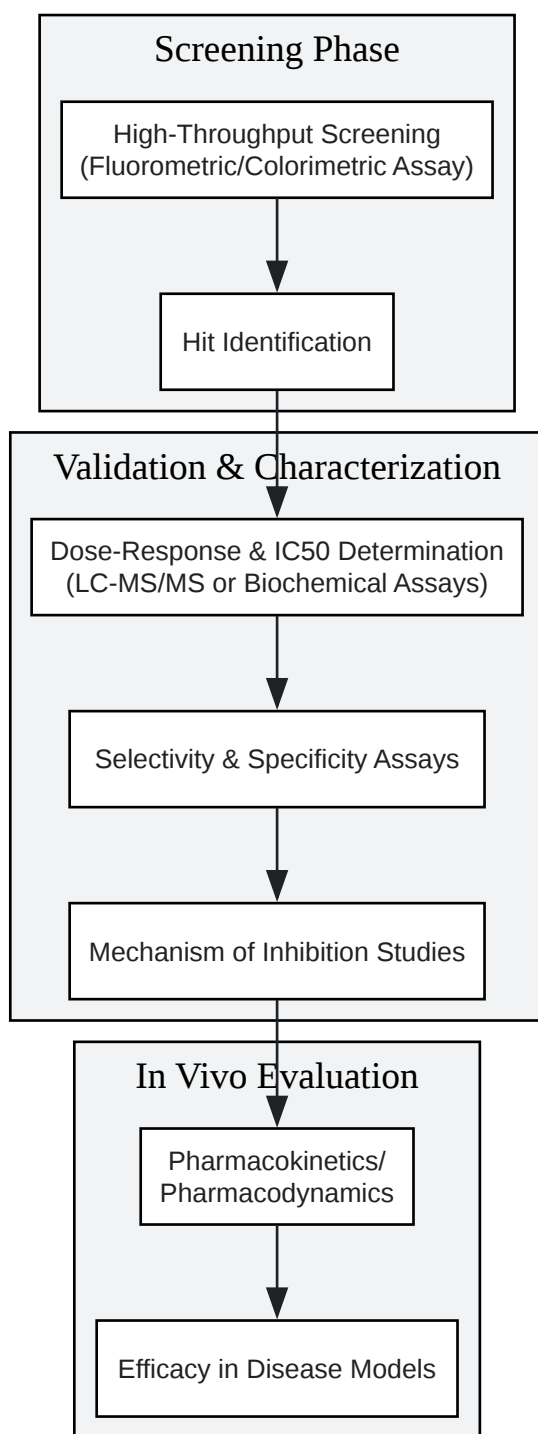 Screening Phase
High-Throughput Screening
(Fluorometric/Colorimetric Assay)
Hit Identification
Validation & Characterization
Dose-Response & IC50 Determination
(LC-MS/MS or Biochemical Assays)
Selectivity & Specificity Assays
Mechanism of Inhibition Studies
In Vivo Evaluation
Pharmacokinetics/
Pharmacodynamics
Efficacy in Disease Models